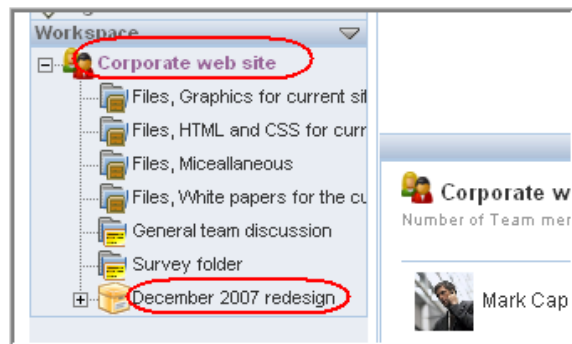 Workspace
Corporate web site
Files, Graphics for current sit
Files, HTML and CSS for curr
Files, Miceallaneous
Files, White papers for the cu
General team discussion
Survey folder
December 2007 redesign
Corporate w
Number of Team mer
Mark Cap